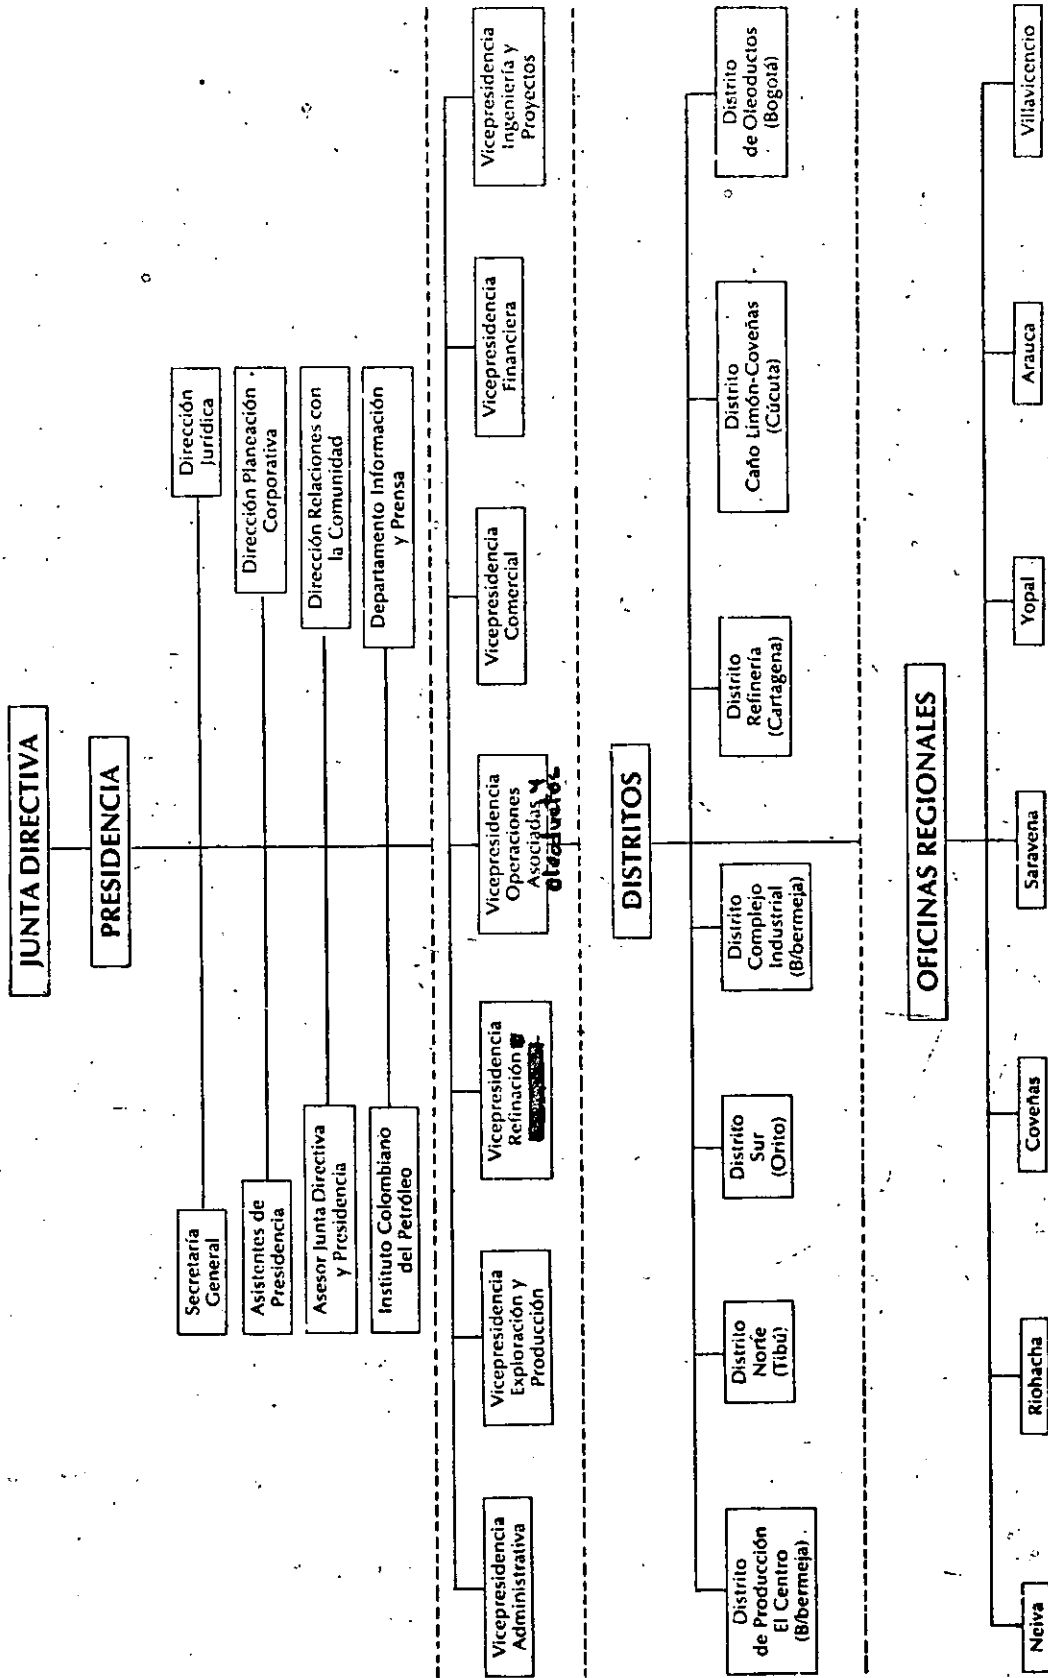 JUNTA DIRECTIVA
PRESIDENCIA
Secretaría
General
Dirección
Jurídica
Asistentes de
Presidencia
Dirección Planeación
Corporativa
Asesor Junta Directiva
y Presidencia
Dirección Relaciones con
la Comunidad
Instituto Colombiano
del Petróleo
Departamento Información
y Prensa
Vicepresidencia
Administrativa
Vicepresidencia
Exploración y
Producción
Vicepresidencia
Refinación
Vicepresidencia
Operaciones
Asociadas y
Oleoductos
Vicepresidencia
Comercial
Vicepresidencia
Financiera
Vicepresidencia
Ingeniería y
Proyectos
DISTRITOS
Distrito
de Producción
El Centro
(B/bermeja)
Distrito
Norte
(Tibú)
Distrito
Sur
(Orito)
Distrito
Complejo
Industrial
(B/bermeja)
Distrito
Refinería
(Cartagena)
Distrito
Caño Limón-Coveñas
(Cúcuta)
Distrito
de Oleoductos
(Bogotá)
OFICINAS REGIONALES
Neiva
Riohacha
Coveñas
Saravena
Yopal
Arauca
Villavicencio